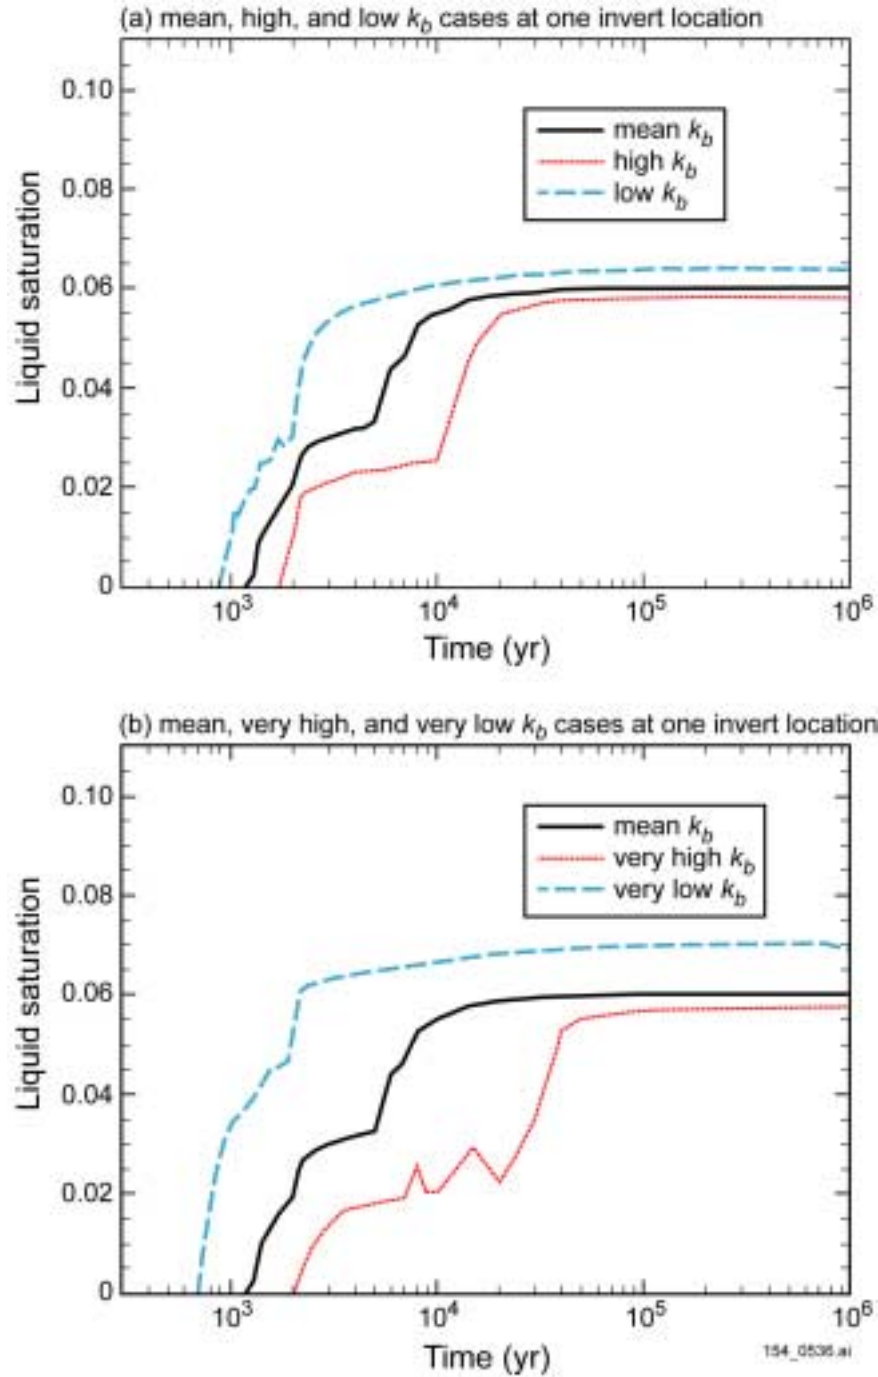 (a) mean, high, and low k_b cases at one invert location
0.10
0.08
0.06
0.04
0.02
0
Liquid saturation
mean k_b
high k_b
low k_b
10^3
10^4
10^5
10^6
Time (yr)
(b) mean, very high, and very low k_b cases at one invert location
0.10
0.08
0.06
0.04
0.02
0
Liquid saturation
mean k_b
very high k_b
very low k_b
10^3
10^4
10^5
10^6
Time (yr)
154_0536.ai